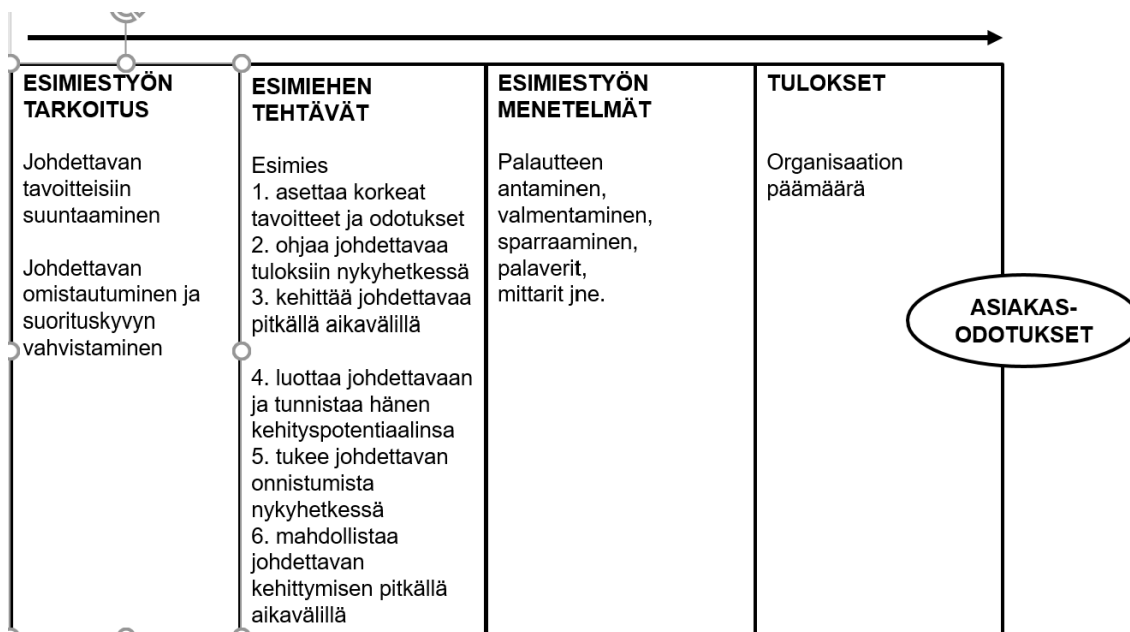 ESIMIESTYÖN
TARKOITUS
Johdettavan
tavoitteisiin
suuntaaminen
Johdettavan
omistautuminen ja
suorituskyvyn
vahvistaminen
ESIMIEHEN
TEHTÄVÄT
Esimies
1. asettaa korkeat
tavoitteet ja odotukset
2. ohjaa johdettavaa
tuloksiin nykyhetkessä
3. kehittää johdettavaa
pitkällä aikavälillä
4. luottaa johdettavaan
ja tunnistaa hänen
kehityspotentiaalinsa
5. tukee johdettavan
onnistumista
nykyhetkessä
6. mahdollistaa
johdettavan
kehittymisen pitkällä
aikavälillä
ESIMIESTYÖN
MENETELMÄT
Palautteen
antaminen,
valmentaminen,
sparraaminen,
palaverit,
mittarit jne.
TULOKSET
Organisaation
päämäärä
ASIAKAS-
ODOTUKSET